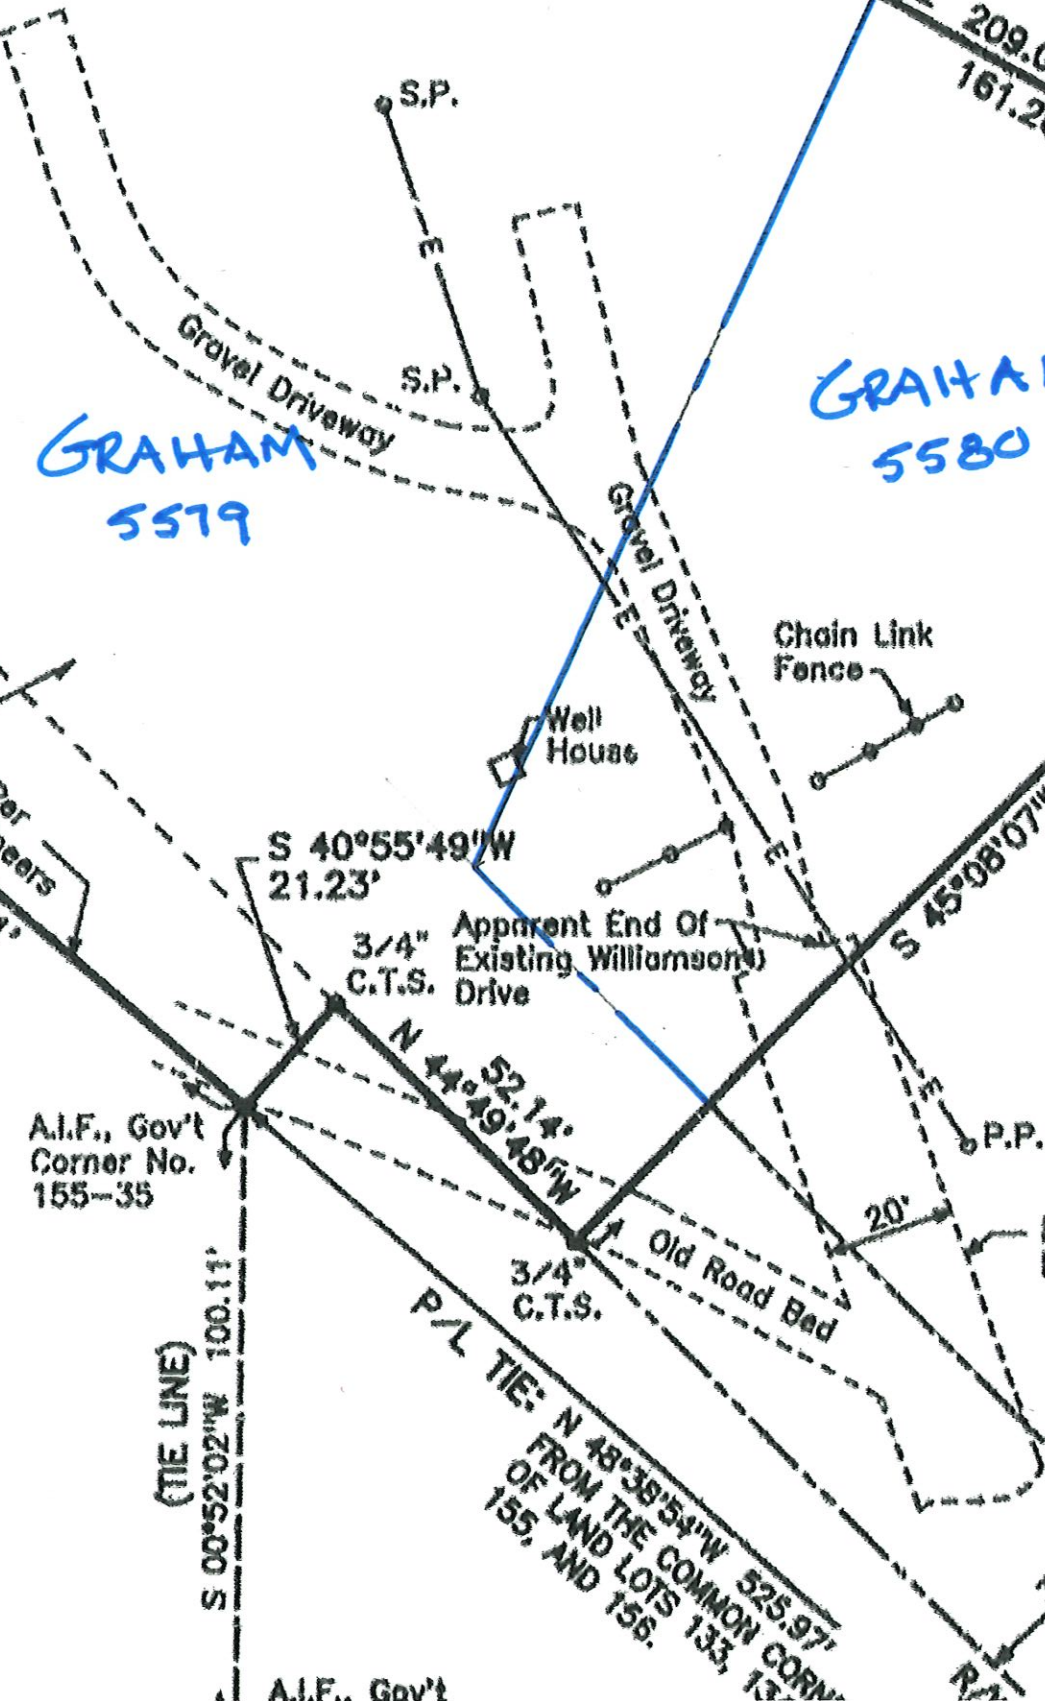 209.0
161.2
S.P.
E
Gravel Driveway
S.P.
GRAHAM
5579
GRAHA
5580
Gravel Driveway
E
Chain Link
Fence
Well
House
S 40°55'49"W
21.23'
E
S 45°08'07"W
3/4"
C.T.S.
Apparent End Of
Existing Williamson
Drive
N 44°49'48"W
52.14'
E
P.P.
A.I.F., Gov't
Corner No.
155-35
20'
Old Road Bed
3/4"
C.T.S.
(TIE LINE)
S 00°52'02"W 100.11'
P/L TIE: N 48°38'54"W 525.97'
FROM THE COMMON CORN
OF LAND LOTS 133, 13
155, AND 156.
A.I.F., Gov't